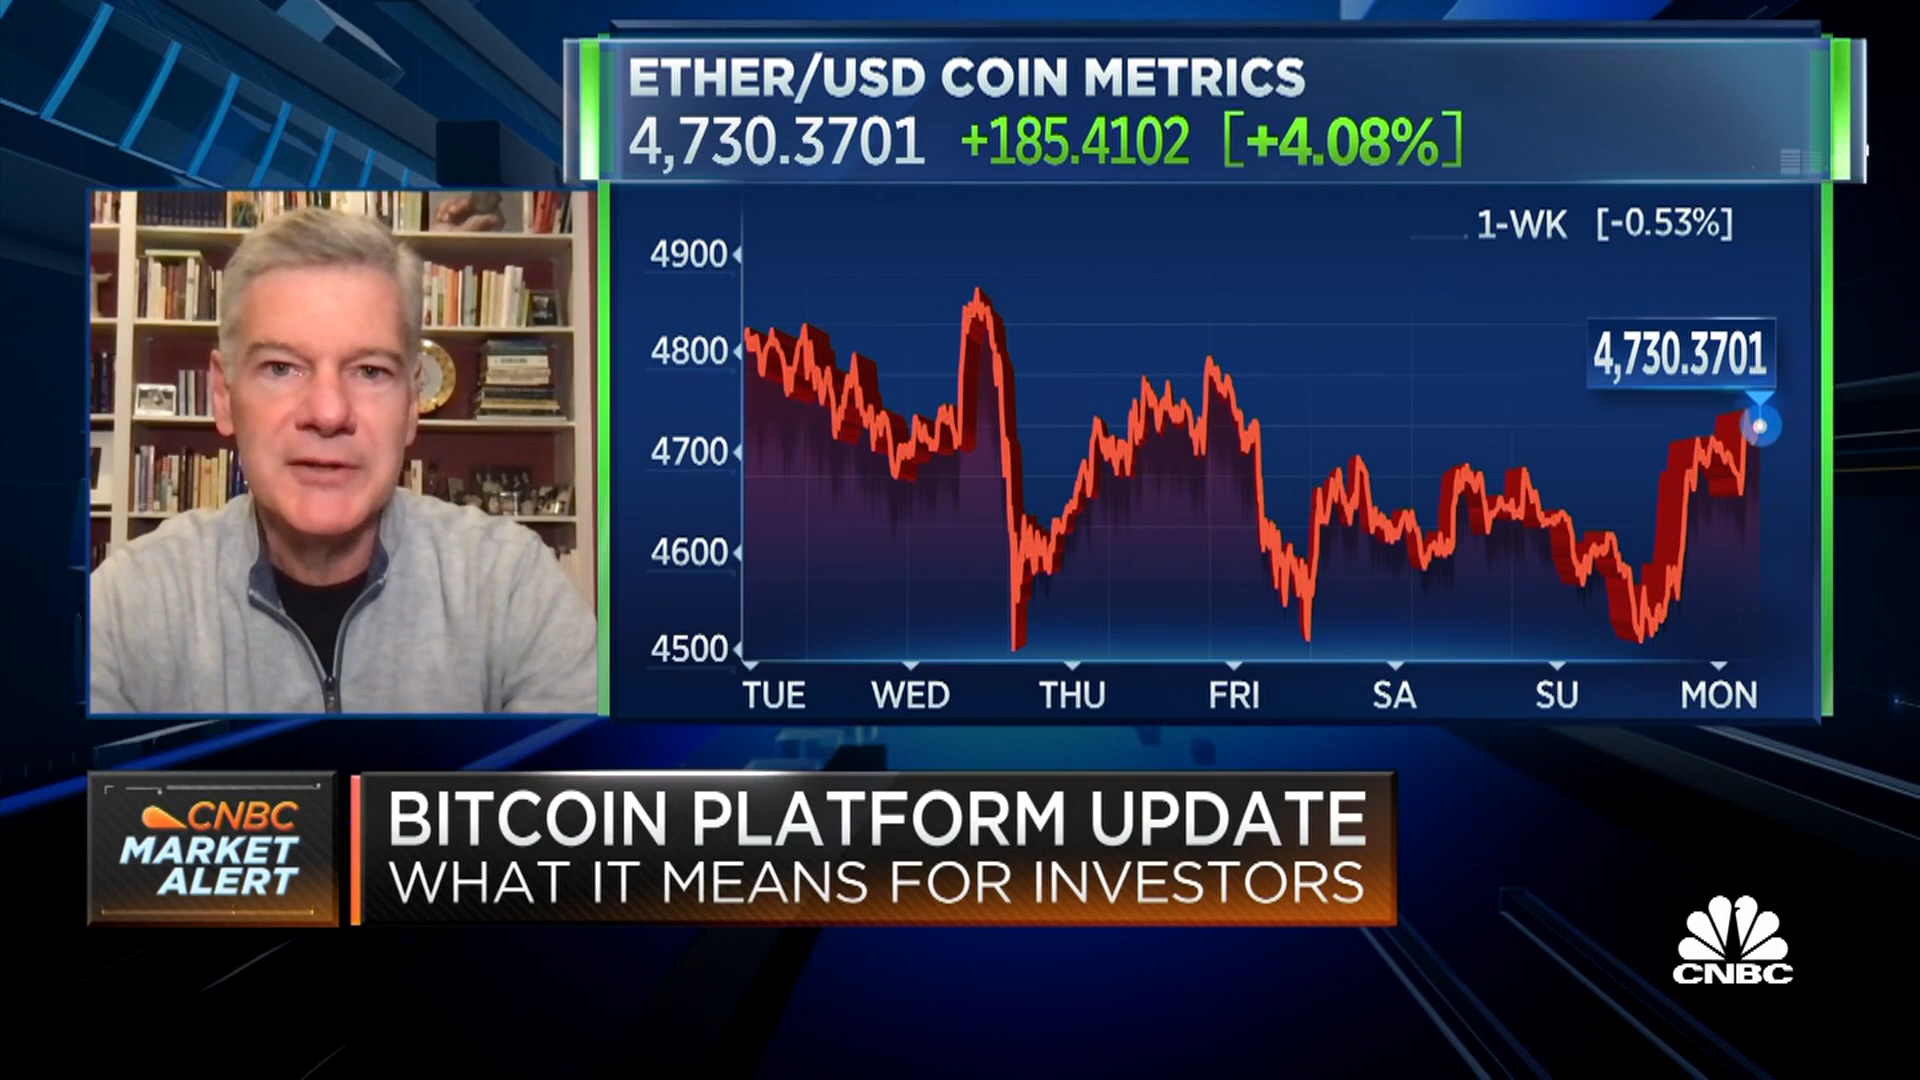 ETHER/USD COIN METRICS
4,730.3701 +185.4102 [+4.08%]
1-WK [-0.53%]
4900
4800
4,730.3701
4700
4600
4500
TUE WED THU FRI SA SU MON
CNBC
MARKET
ALERT
BITCOIN PLATFORM UPDATE
WHAT IT MEANS FOR INVESTORS
CNBC